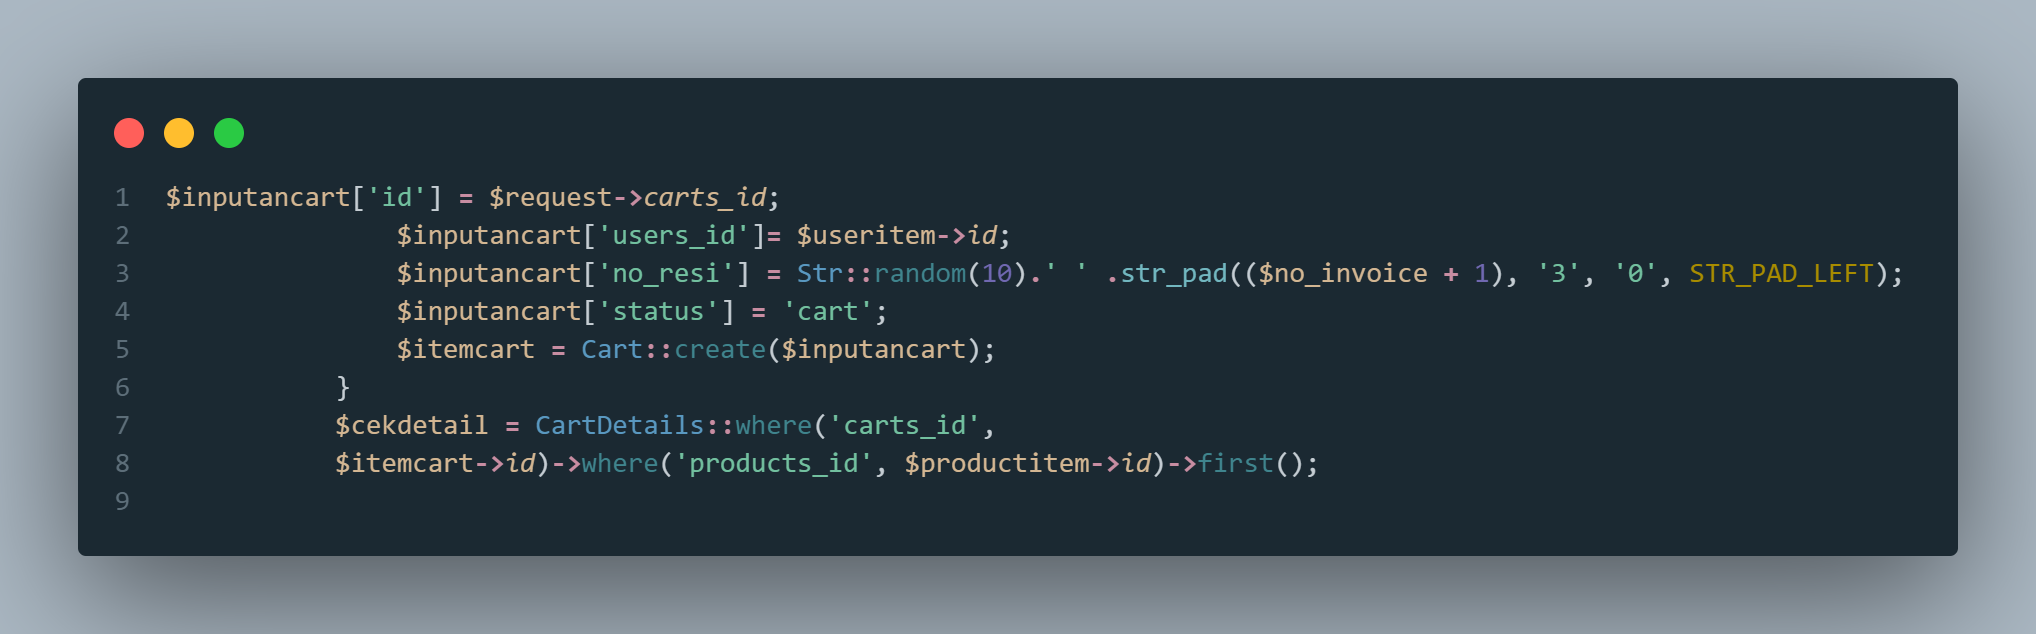 1 $inputancart['id'] = $request->carts_id;
2 $inputancart['users_id']= $useritem->id;
3 $inputancart['no_resi'] = Str::random(10).' ' .str_pad(($no_invoice + 1), '3', '0', STR_PAD_LEFT);
4 $inputancart['status'] = 'cart';
5 $itemcart = Cart::create($inputancart);
6 }
7 $cekdetail = CartDetails::where('carts_id',
8 $itemcart->id)->where('products_id', $productitem->id)->first();
9